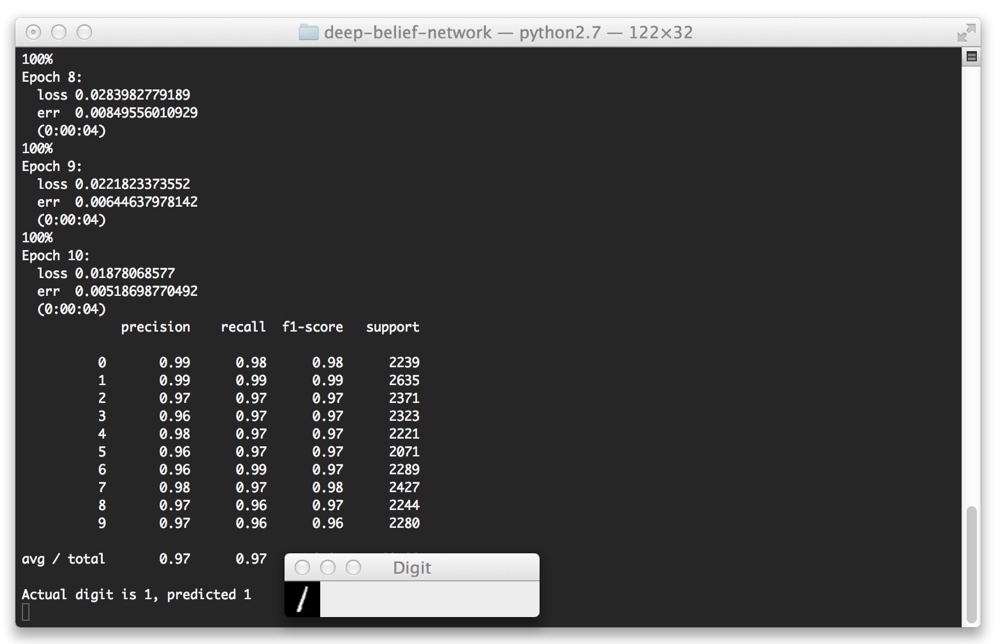 deep-belief-network — python2.7 — 122×32
100%
Epoch 8:
loss 0.0283982779189
err 0.00849556010929
(0:00:04)
100%
Epoch 9:
loss 0.0221823373552
err 0.00644637978142
(0:00:04)
100%
Epoch 10:
loss 0.01878068577
err 0.00518698770492
(0:00:04)
precision recall f1-score support
0 0.99 0.98 0.98 2239
1 0.99 0.99 0.99 2635
2 0.97 0.97 0.97 2371
3 0.96 0.97 0.97 2323
4 0.98 0.97 0.97 2221
5 0.96 0.97 0.97 2071
6 0.96 0.99 0.97 2289
7 0.98 0.97 0.98 2427
8 0.97 0.96 0.97 2244
9 0.97 0.96 0.96 2280
avg / total 0.97 0.97
Digit
Actual digit is 1, predicted 1